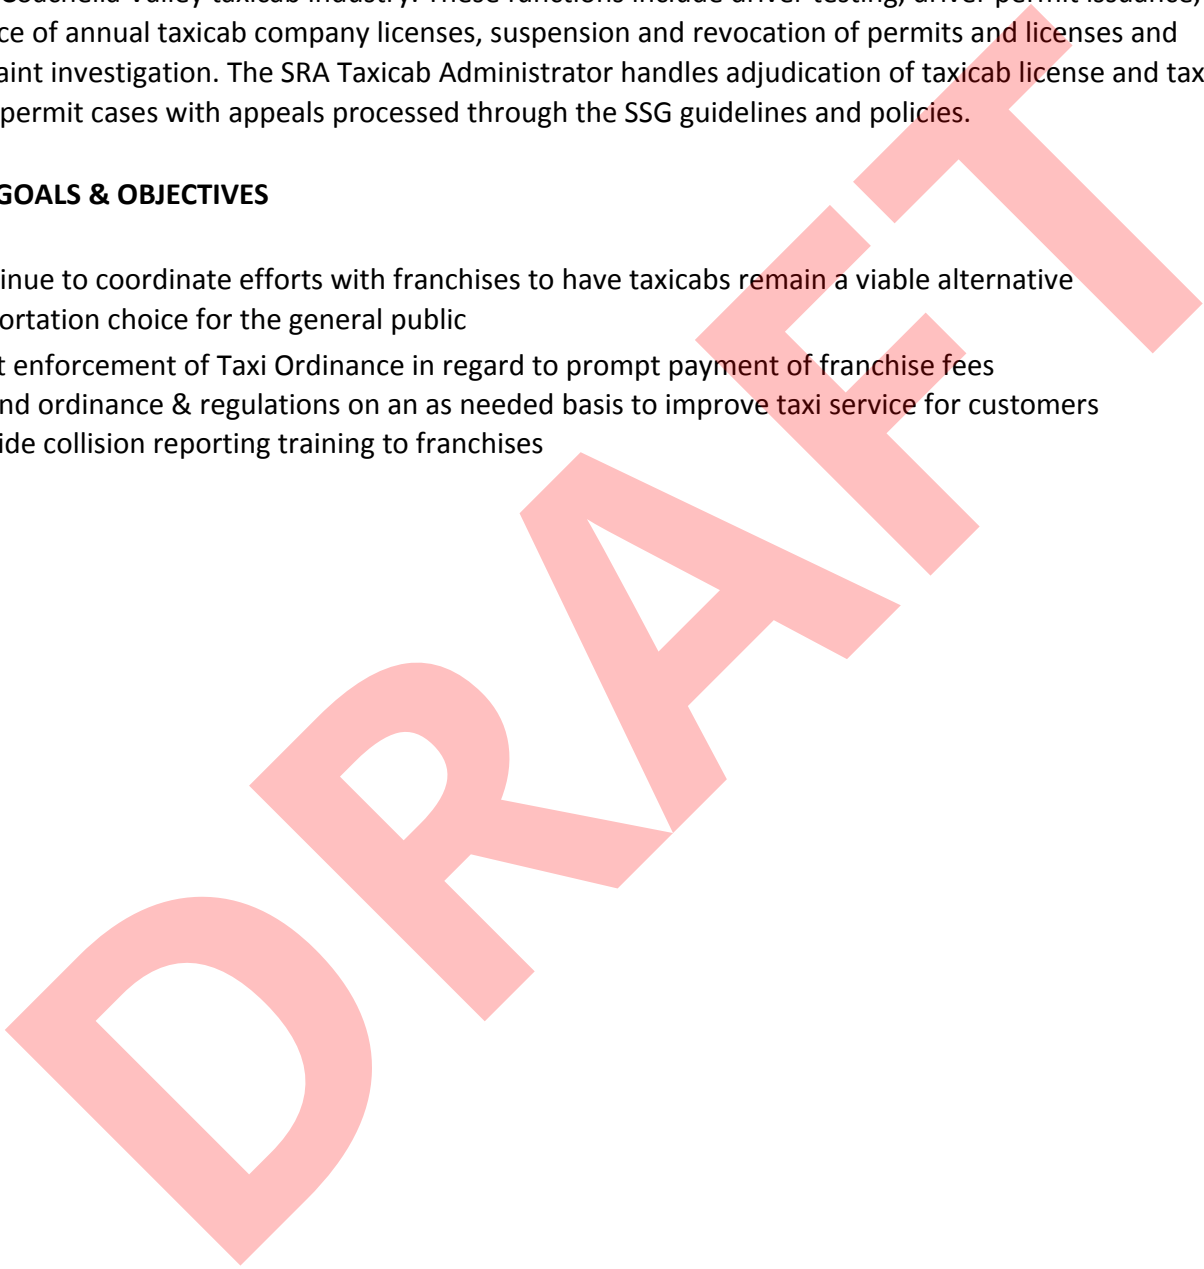 Coachella Valley taxicab industry. These functions include driver testing, driver permit issuance,
ce of annual taxicab company licenses, suspension and revocation of permits and licenses and
aint investigation. The SRA Taxicab Administrator handles adjudication of taxicab license and tax
permit cases with appeals processed through the SSG guidelines and policies.
GOALS & OBJECTIVES
inue to coordinate efforts with franchises to have taxicabs remain a viable alternative
ortation choice for the general public
t enforcement of Taxi Ordinance in regard to prompt payment of franchise fees
nd ordinance & regulations on an as needed basis to improve taxi service for customers
ide collision reporting training to franchises
DRAFT